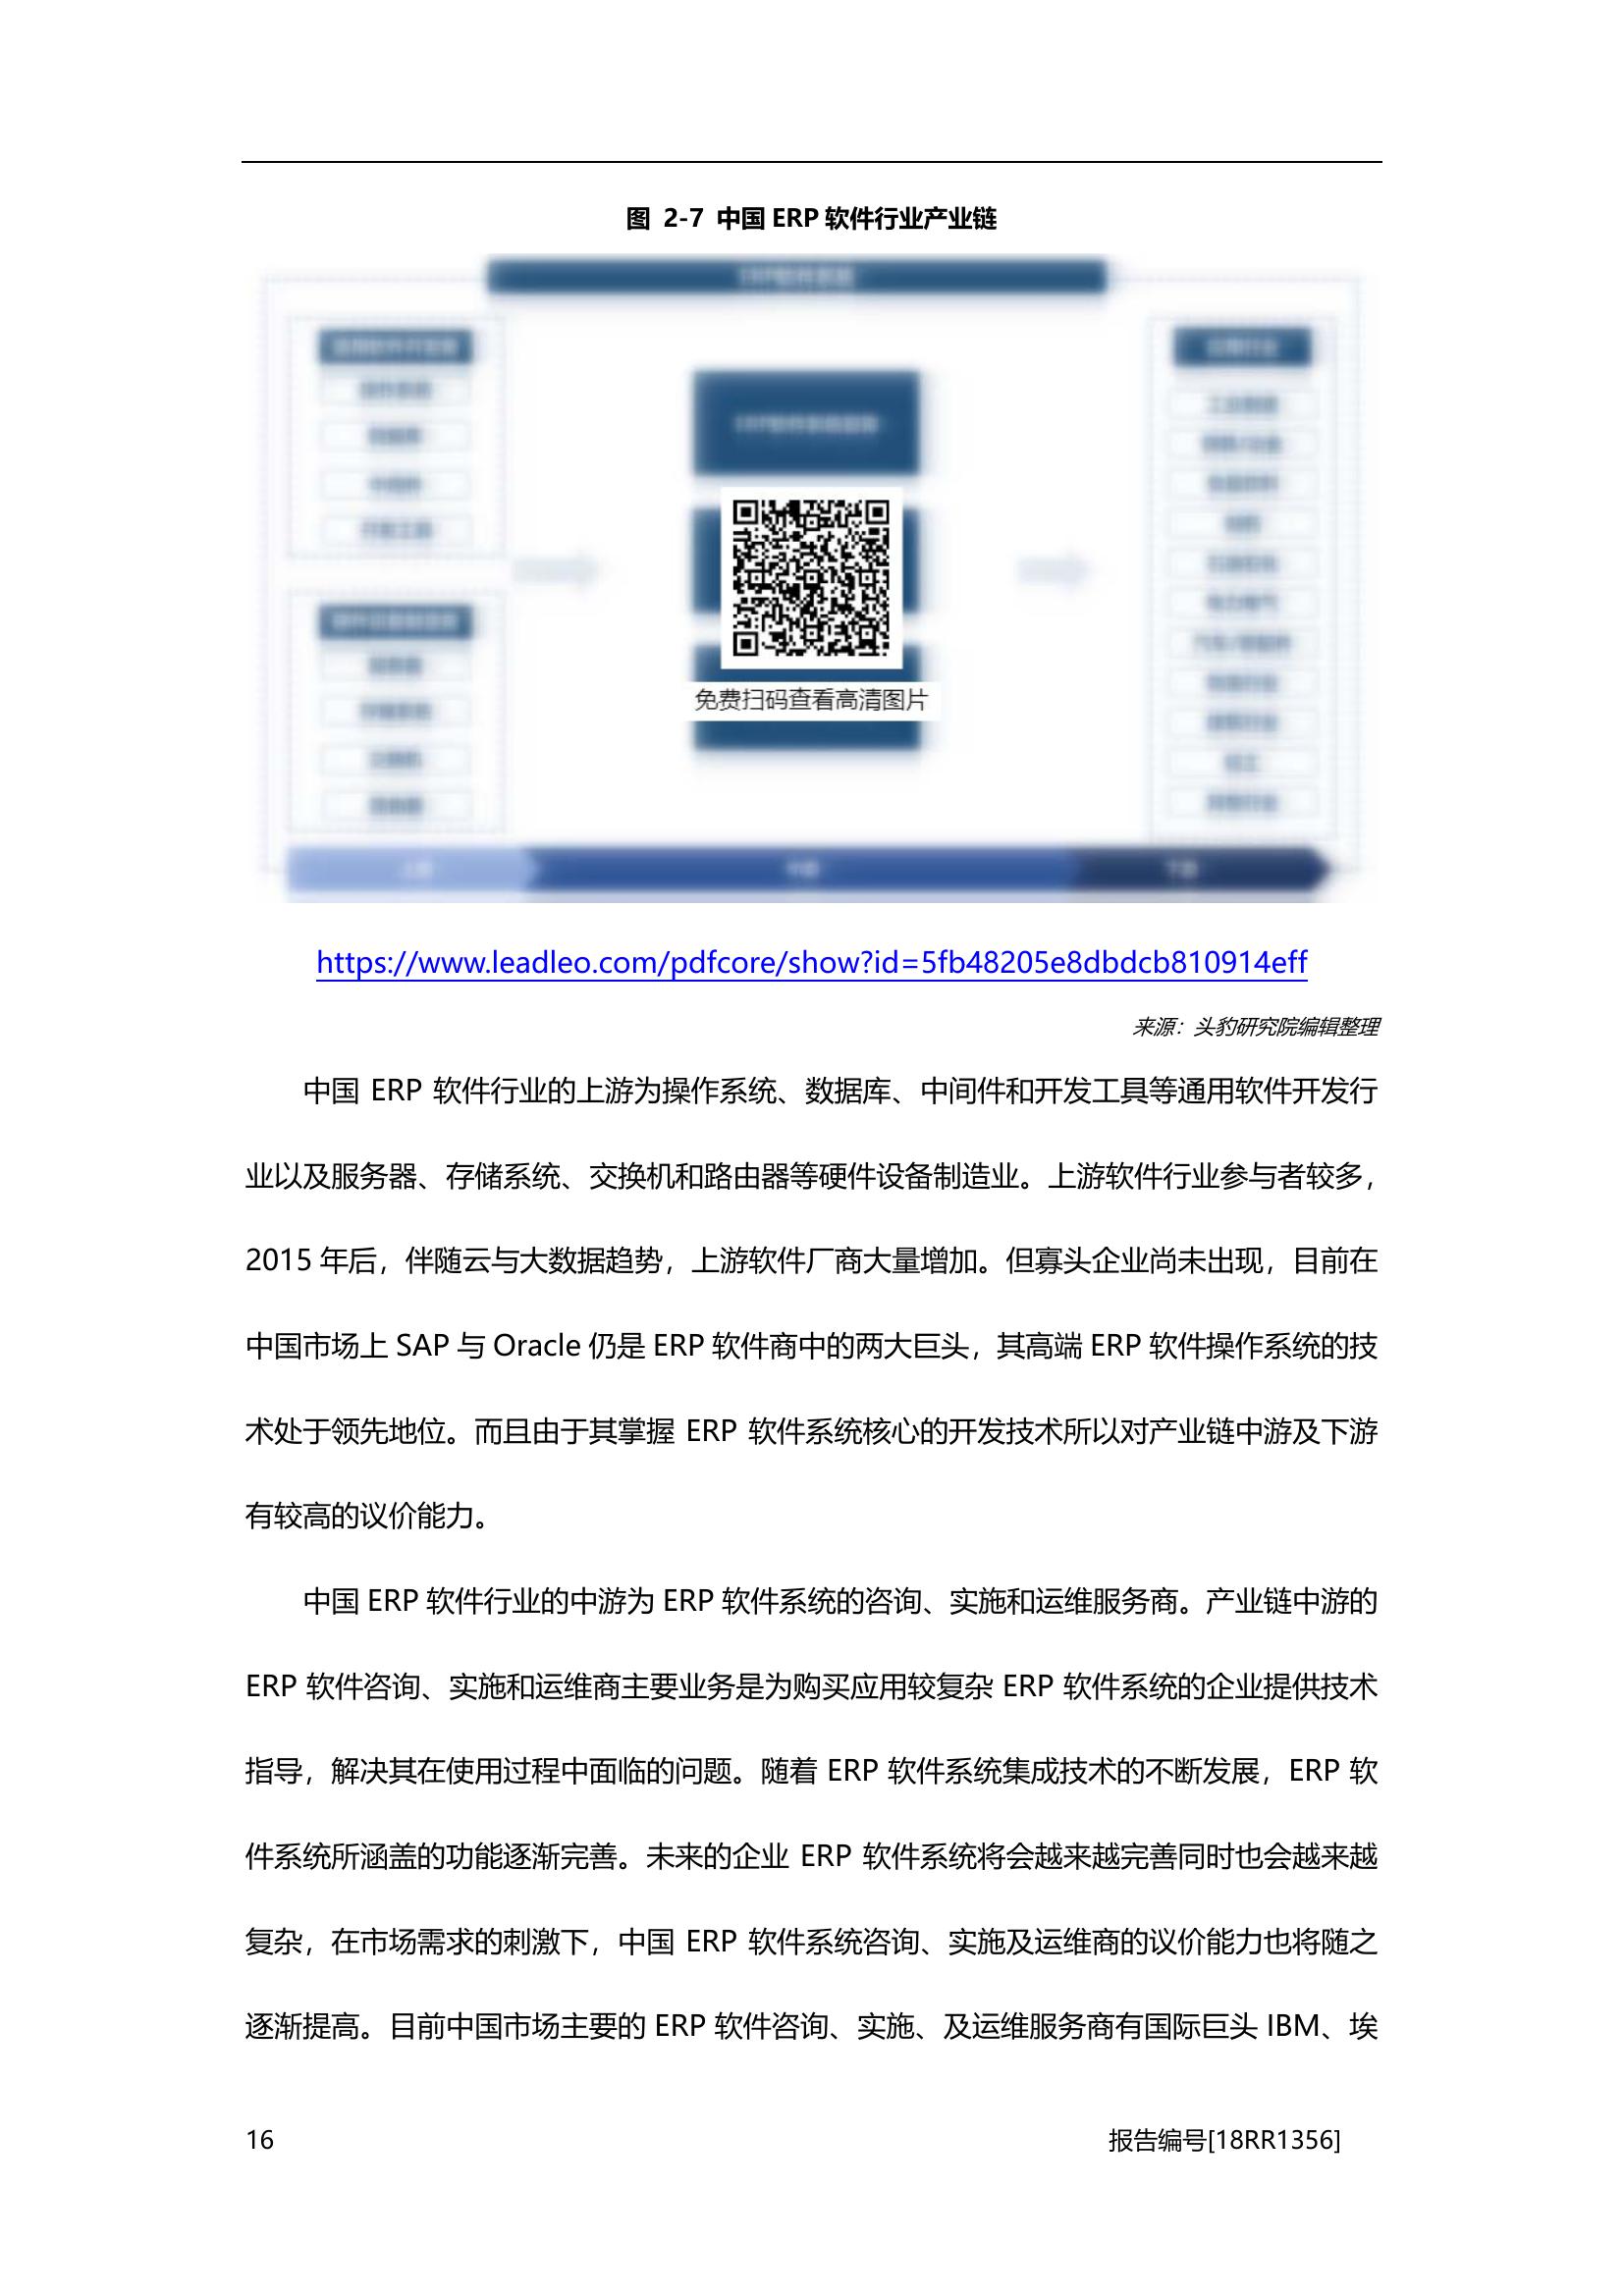 图 2-7 中国 ERP 软件行业产业链
免费扫码查看高清图片
https://www.leadleo.com/pdfcore/show?id=5fb48205e8dbdcb810914eff
来源：头豹研究院编辑整理
中国 ERP 软件行业的上游为操作系统、数据库、中间件和开发工具等通用软件开发行
业以及服务器、存储系统、交换机和路由器等硬件设备制造业。上游软件行业参与者较多，
2015 年后，伴随云与大数据趋势，上游软件厂商大量增加。但寡头企业尚未出现，目前在
中国市场上 SAP 与 Oracle 仍是 ERP 软件商中的两大巨头，其高端 ERP 软件操作系统的技
术处于领先地位。而且由于其掌握 ERP 软件系统核心的开发技术所以对产业链中游及下游
有较高的议价能力。
中国 ERP 软件行业的中游为 ERP 软件系统的咨询、实施和运维服务商。产业链中游的
ERP 软件咨询、实施和运维商主要业务是为购买应用较复杂 ERP 软件系统的企业提供技术
指导，解决其在使用过程中面临的问题。随着 ERP 软件系统集成技术的不断发展，ERP 软
件系统所涵盖的功能逐渐完善。未来的企业 ERP 软件系统将会越来越完善同时也会越来越
复杂，在市场需求的刺激下，中国 ERP 软件系统咨询、实施及运维商的议价能力也将随之
逐渐提高。目前中国市场主要的 ERP 软件咨询、实施、及运维服务商有国际巨头 IBM、埃
16 报告编号[18RR1356]